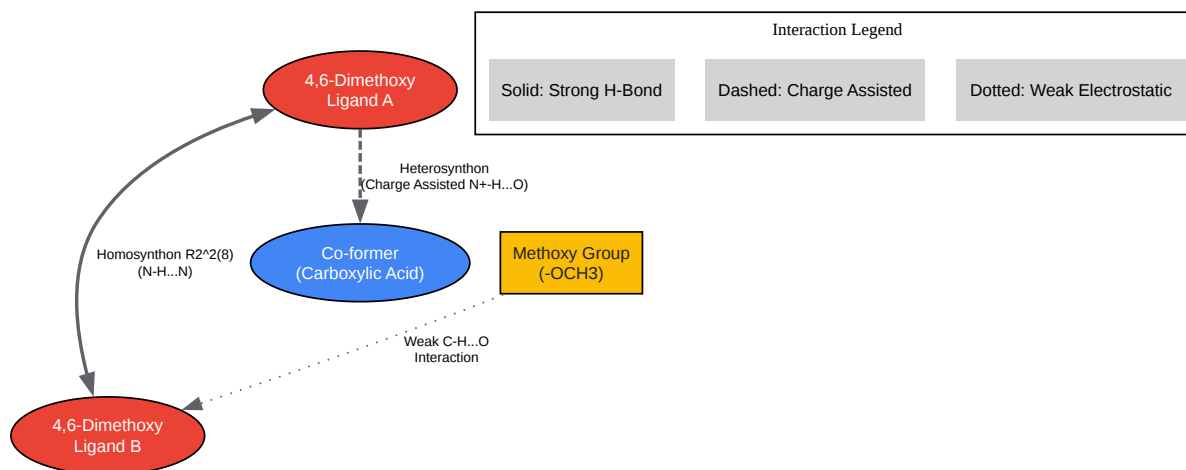 Interaction Legend
Solid: Strong H-Bond
Dashed: Charge Assisted
Dotted: Weak Electrostatic
4,6-Dimethoxy
Ligand A
Heterosynthon
(Charge Assisted N+-H...O)
Homosynthon R2^2(8)
(N-H...N)
Co-former
(Carboxylic Acid)
Methoxy Group
(-OCH3)
Weak C-H...O
Interaction
4,6-Dimethoxy
Ligand B